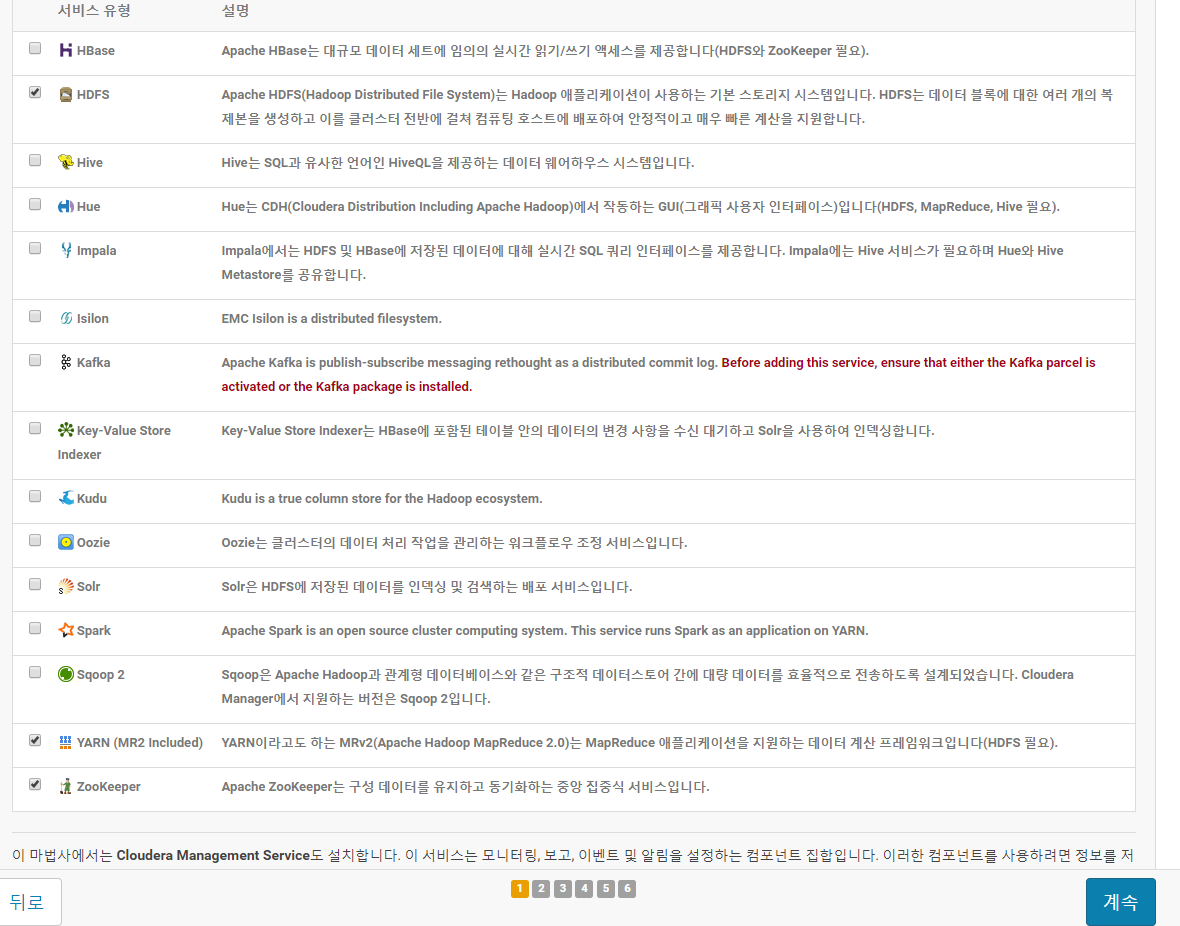 서비스 유형 설명
HBase Apache HBase는 대규모 데이터 세트에 임의의 실시간 읽기/쓰기 액세스를 제공합니다(HDFS와 ZooKeeper 필요).
HDFS Apache HDFS(Hadoop Distributed File System)는 Hadoop 애플리케이션이 사용하는 기본 스토리지 시스템입니다. HDFS는 데이터 블록에 대한 여러 개의 복
제본을 생성하고 이를 클러스터 전반에 걸쳐 컴퓨팅 호스트에 배포하여 안정적이고 매우 빠른 계산을 지원합니다.
Hive Hive는 SQL과 유사한 언어인 HiveQL을 제공하는 데이터 웨어하우스 시스템입니다.
Hue Hue는 CDH(Cloudera Distribution Including Apache Hadoop)에서 작동하는 GUI(그래픽 사용자 인터페이스)입니다(HDFS, MapReduce, Hive 필요).
Impala Impala에서는 HDFS 및 HBase에 저장된 데이터에 대해 실시간 SQL 쿼리 인터페이스를 제공합니다. Impala에는 Hive 서비스가 필요하며 Hue와 Hive
Metastore를 공유합니다.
Isilon EMC Isilon is a distributed filesystem.
Kafka Apache Kafka is publish-subscribe messaging rethought as a distributed commit log. Before adding this service, ensure that either the Kafka parcel is
activated or the Kafka package is installed.
Key-Value Store Key-Value Store Indexer는 HBase에 포함된 테이블 안의 데이터의 변경 사항을 수신 대기하고 Solr을 사용하여 인덱싱합니다.
Indexer
Kudu Kudu is a true column store for the Hadoop ecosystem.
Oozie Oozie는 클러스터의 데이터 처리 작업을 관리하는 워크플로우 조정 서비스입니다.
Solr Solr은 HDFS에 저장된 데이터를 인덱싱 및 검색하는 배포 서비스입니다.
Spark Apache Spark is an open source cluster computing system. This service runs Spark as an application on YARN.
Sqoop 2 Sqoop은 Apache Hadoop과 관계형 데이터베이스와 같은 구조적 데이터스토어 간에 대량 데이터를 효율적으로 전송하도록 설계되었습니다. Cloudera
Manager에서 지원하는 버전은 Sqoop 2입니다.
YARN (MR2 Included) YARN이라고도 하는 MRv2(Apache Hadoop MapReduce 2.0)는 MapReduce 애플리케이션을 지원하는 데이터 계산 프레임워크입니다(HDFS 필요).
ZooKeeper Apache ZooKeeper는 구성 데이터를 유지하고 동기화하는 중앙 집중식 서비스입니다.
이 마법사에서는 Cloudera Management Service도 설치합니다. 이 서비스는 모니터링, 보고, 이벤트 및 알림을 설정하는 컴포넌트 집합입니다. 이러한 컴포넌트를 사용하려면 정보를 저
뒤로 1 2 3 4 5 6 계속